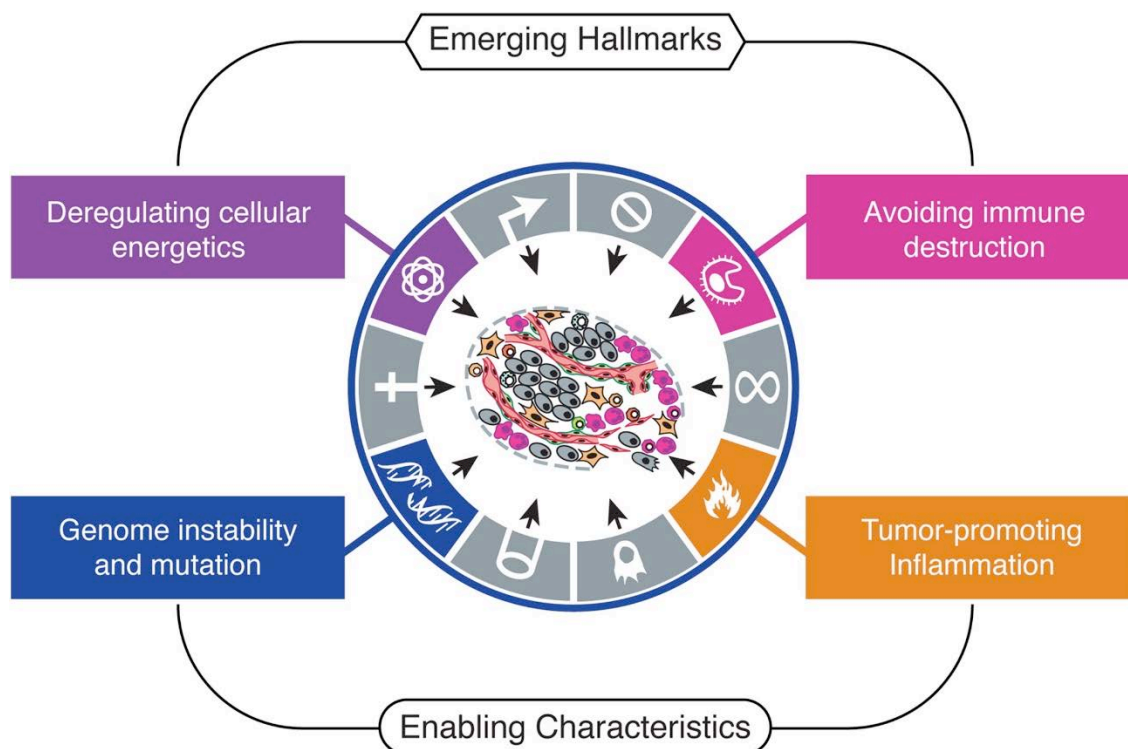 Emerging Hallmarks
Deregulating cellular
energetics
Avoiding immune
destruction
Genome instability
and mutation
Tumor-promoting
Inflammation
Enabling Characteristics